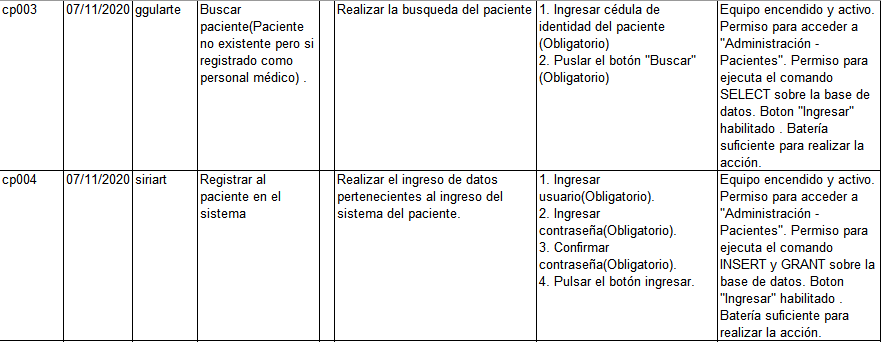 cp003
07/11/2020
ggularte
Buscar
paciente(Paciente
no existente pero si
registrado como
personal médico) .
Realizar la busqueda del paciente
1. Ingresar cédula de
identidad del paciente
(Obligatorio)
2. Puslar el botón "Buscar"
(Obligatorio)
Equipo encendido y activo.
Permiso para acceder a
"Administración -
Pacientes". Permiso para
ejecuta el comando
SELECT sobre la base de
datos. Boton "Ingresar"
habilitado . Batería
suficiente para realizar la
acción.
cp004
07/11/2020
siriart
Registrar al
paciente en el
sistema
Realizar el ingreso de datos
pertenecientes al ingreso del
sistema del paciente.
1. Ingresar
usuario(Obligatorio).
2. Ingresar
contraseña(Obligatorio).
3. Confirmar
contraseña(Obligatorio).
4. Pulsar el botón ingresar.
Equipo encendido y activo.
Permiso para acceder a
"Administración -
Pacientes". Permiso para
ejecuta el comando
INSERT y GRANT sobre la
base de datos. Boton
"Ingresar" habilitado .
Batería suficiente para
realizar la acción.